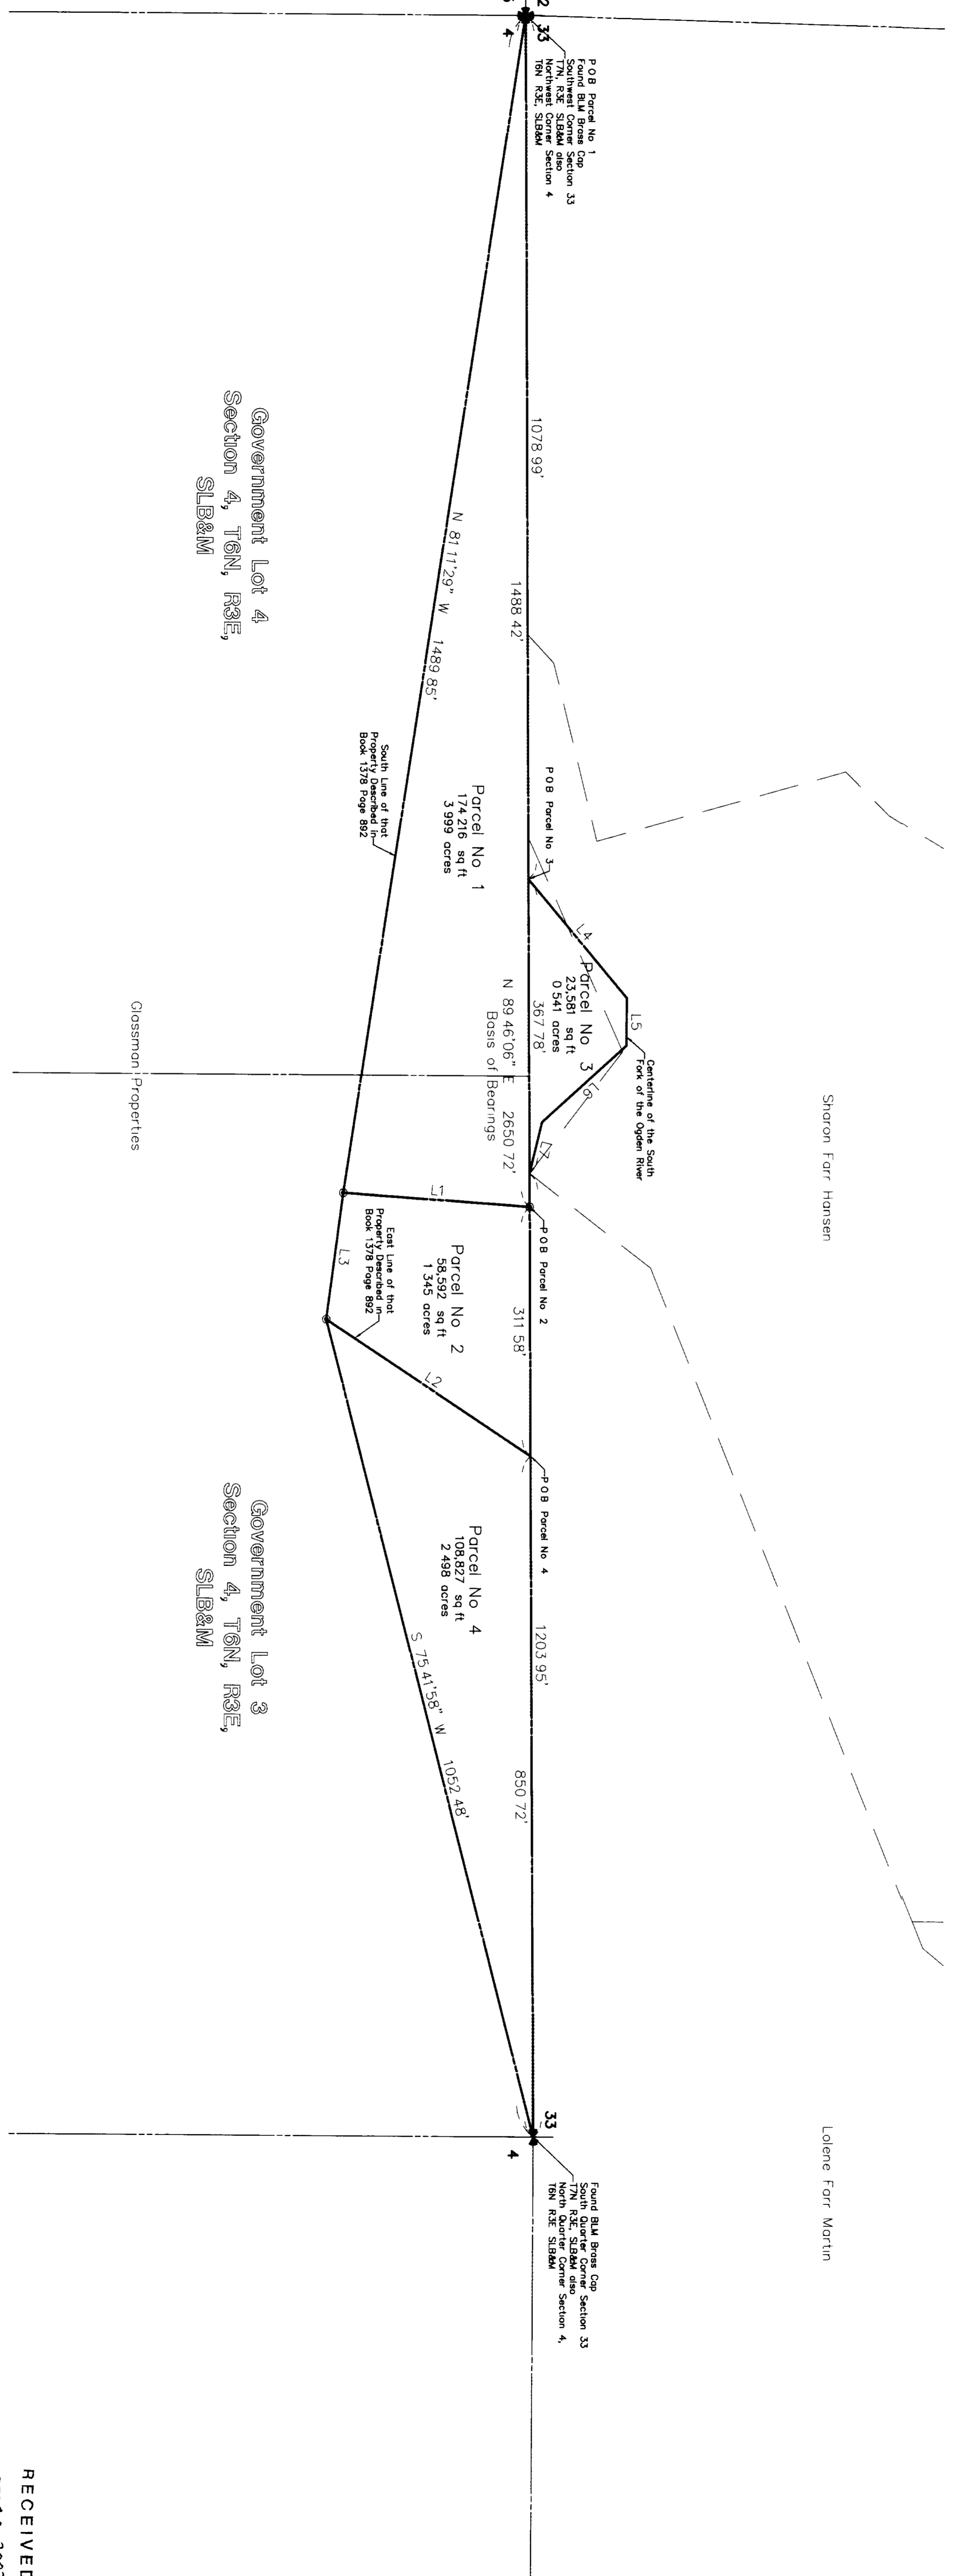 2
33
4
P O B Parcel No 1
Found BLM Brass Cap
Southwest Corner Section 33
T7N, R3E, SLB&M also
Northwest Corner Section 4
T6N R3E, SLB&M
1078 99'
1488 42'
N 81 11'29" W 1489 85'
Government Lot 4
Section 4, T6N, R3E,
SLB&M
South Line of that
Property Described in
Book 1378 Page 892
Parcel No 1
174 216 sq ft
3 999 acres
P O B Parcel No 3
L4
Parcel No 3
23,581 sq ft
0 541 acres
367 78'
L5
Centerline of the South
Fork of the Ogden River
L6
L7
N 89 46'06" E 2650 72'
Basis of Bearings
Glassman Properties
Sharon Farr Hansen
L1
P O B Parcel No 2
L3
East Line of that
Property Described in
Book 1378 Page 892
Parcel No 2
58,592 sq ft
1 345 acres
311 58'
L2
P O B Parcel No 4
Government Lot 3
Section 4, T6N, R3E,
SLB&M
Parcel No 4
108,827 sq ft
2 498 acres
1203 95'
S 75 41'58" W 1052 48'
850 72'
33
4
Found BLM Brass Cap
South Quarter Corner Section 33
T7N R3E, SLB&M also
North Quarter Corner Section 4,
T6N R3E SLB&M
Lolene Farr Martin
RECEIVED